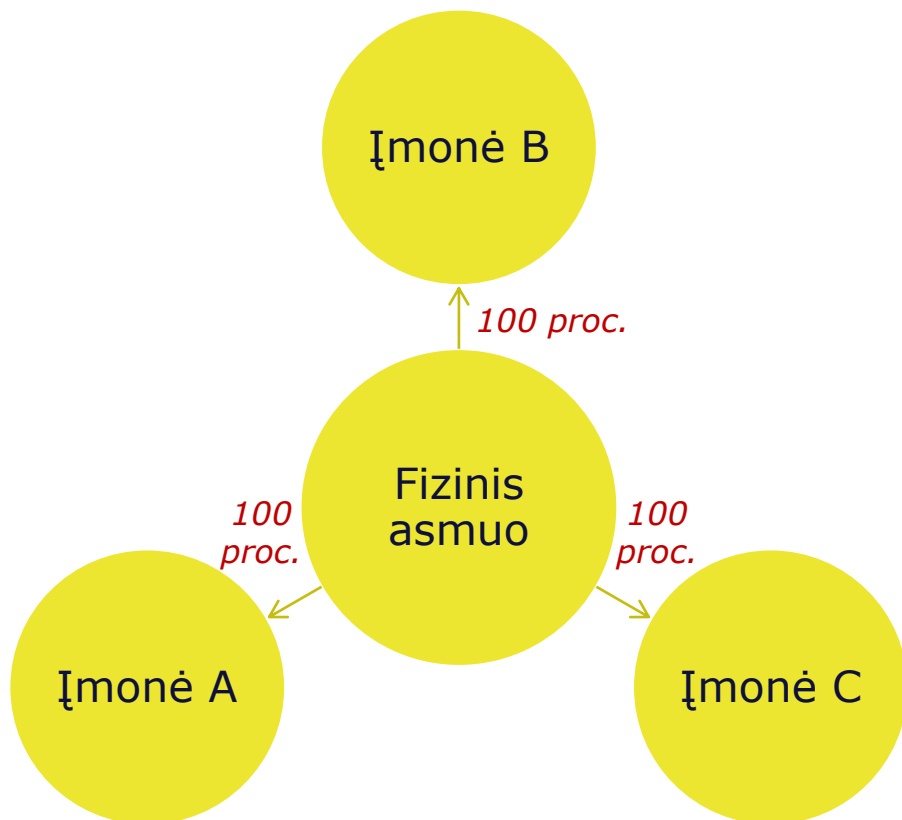 Įmonė B
100 proc.
Fizinis
asmuo
100
proc.
100
proc.
Įmonė A
Įmonė C